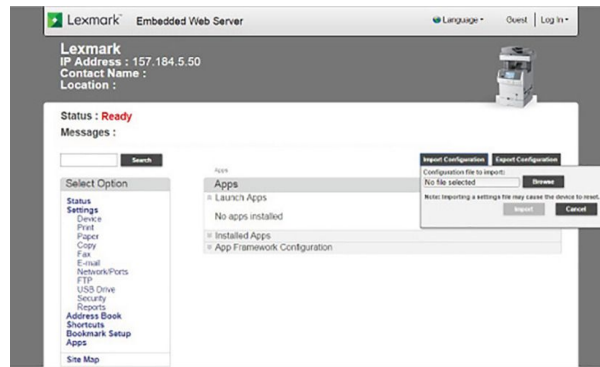 Lexmark™ Embedded Web Server Language Guest Log In
Lexmark
IP Address : 157.184.5.50
Contact Name :
Location :
Status : Ready
Messages :
Search
Import Configuration Export Configuration
Configuration file to import:
No file selected Browse
Note: Importing a settings file may cause the device to reset.
Import Cancel
Select Option
Status
Settings
Device
Print
Paper
Copy
Fax
E-mail
Network/Ports
FTP
USB Drive
Security
Reports
Address Book
Shortcuts
Bookmark Setup
Apps
Site Map
Apps
Apps
Launch Apps
No apps installed
Installed Apps
App Framework Configuration